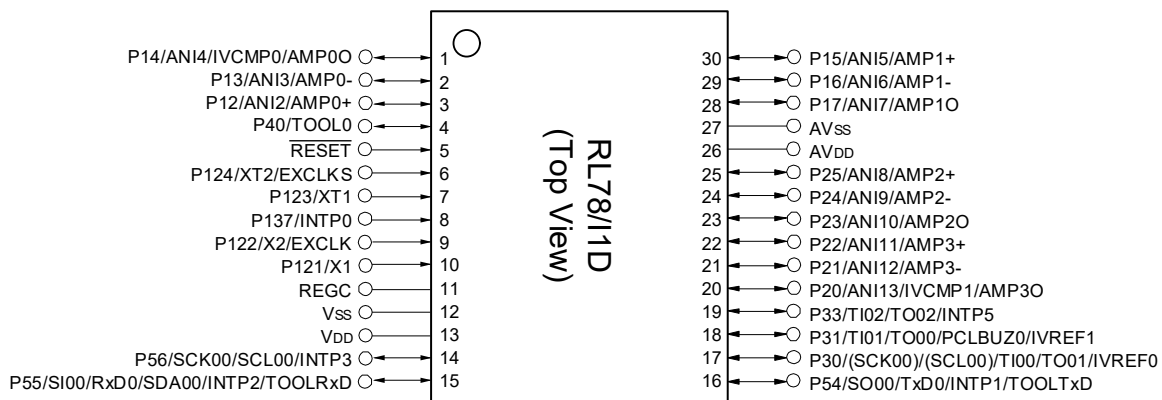 P14/ANI4/IVCMP0/AMP0O 1
P13/ANI3/AMP0- 2
P12/ANI2/AMP0+ 3
P40/TOOL0 4
RESET 5
P124/XT2/EXCLKS 6
P123/XT1 7
P137/INTP0 8
P122/X2/EXCLK 9
P121/X1 10
REGC 11
VSS 12
VDD 13
P56/SCK00/SCL00/INTP3 14
P55/SI00/RxD0/SDA00/INTP2/TOOLRxD 15
RL78/I1D
(Top View)
30 P15/ANI5/AMP1+
29 P16/ANI6/AMP1-
28 P17/ANI7/AMP1O
27 AVSS
26 AVDD
25 P25/ANI8/AMP2+
24 P24/ANI9/AMP2-
23 P23/ANI10/AMP2O
22 P22/ANI11/AMP3+
21 P21/ANI12/AMP3-
20 P20/ANI13/IVCMP1/AMP3O
19 P33/TI02/TO02/INTP5
18 P31/TI01/TO00/PCLBUZ0/IVREF1
17 P30/(SCK00)/(SCL00)/TI00/TO01/IVREF0
16 P54/SO00/TxD0/INTP1/TOOLTxD